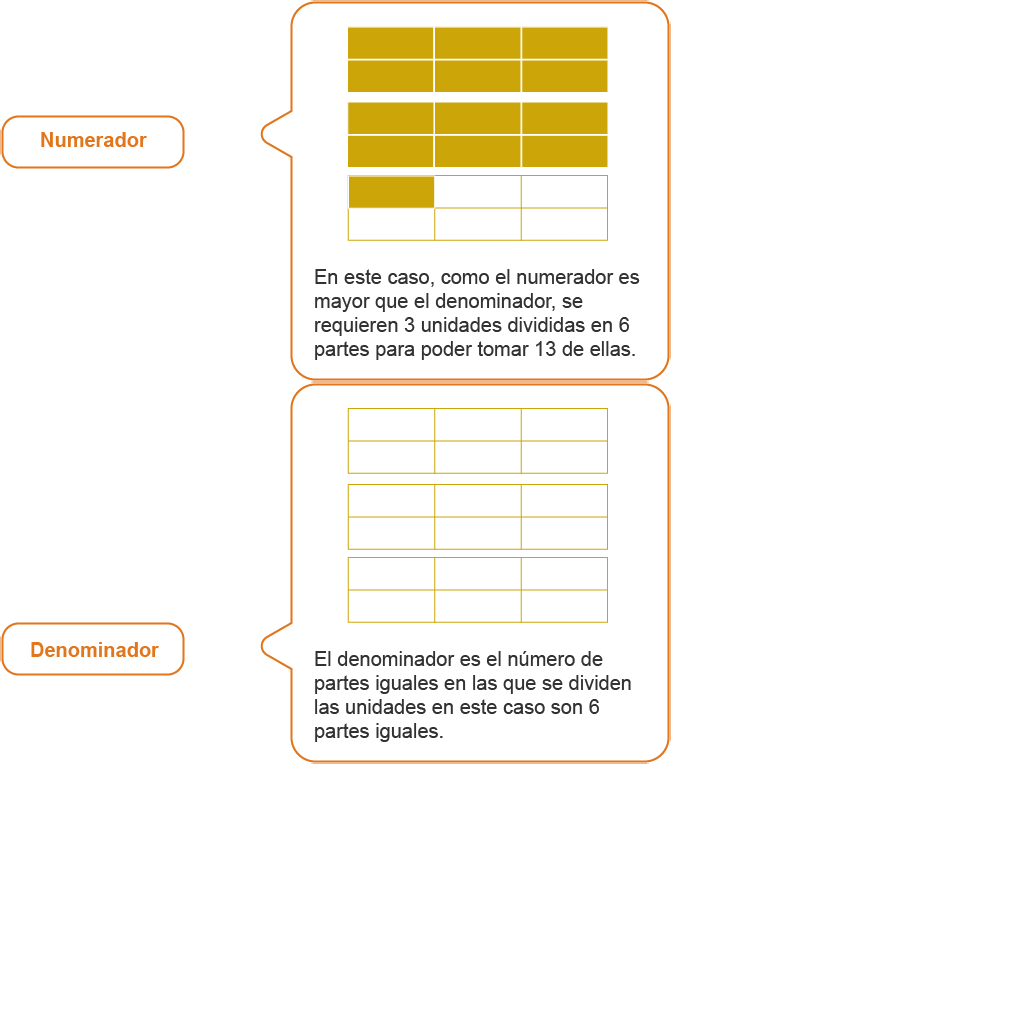 Numerador
En este caso, como el numerador es
mayor que el denominador, se
requieren 3 unidades divididas en 6
partes para poder tomar 13 de ellas.
Denominador
El denominador es el número de
partes iguales en las que se dividen
las unidades en este caso son 6
partes iguales.